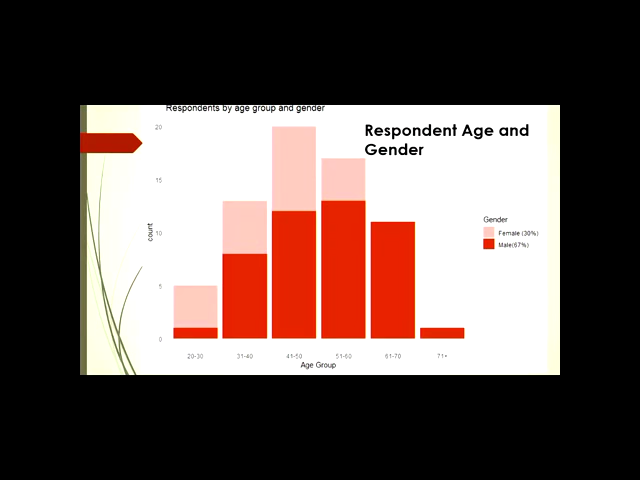 Respondents by age group and gender
Respondent Age and
Gender
20
15
10
5
0
count
Gender
Female (30%)
Male(67%)
20-30
31-40
41-50
51-60
61-70
71+
Age Group